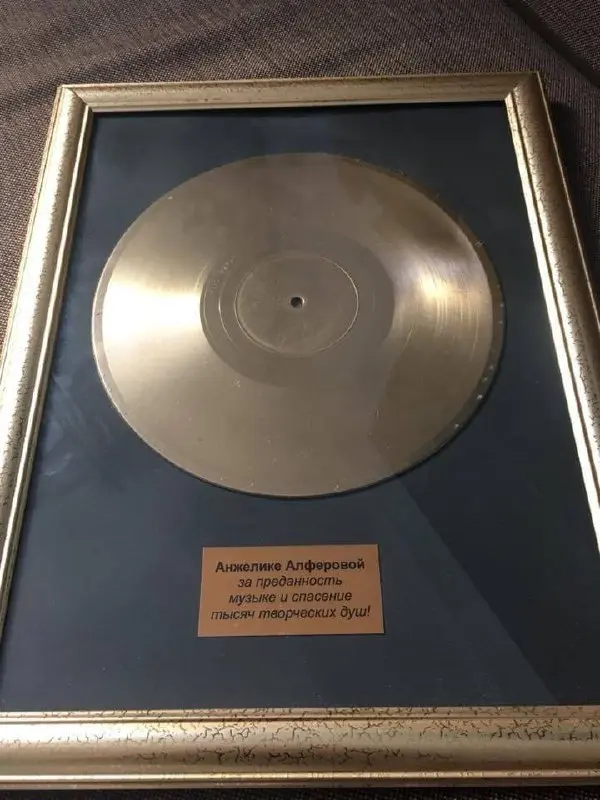 Анжелике Алферовой
за преданность
музыке и спасение
тысяч творческих душ!